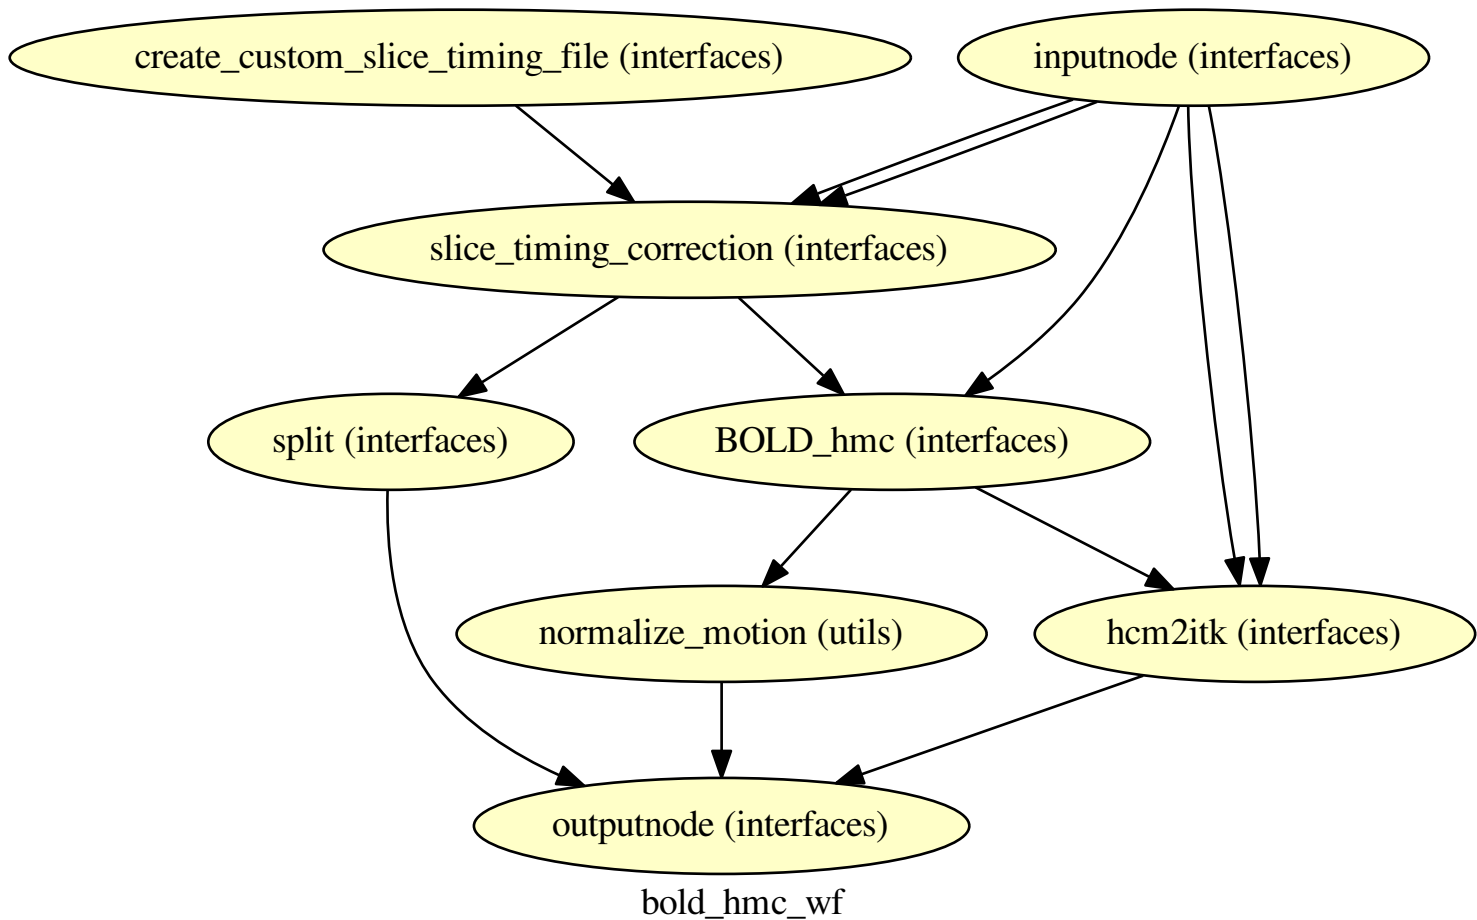 create_custom_slice_timing_file (interfaces)
inputnode (interfaces)
slice_timing_correction (interfaces)
split (interfaces)
BOLD_hmc (interfaces)
normalize_motion (utils)
hcm2itk (interfaces)
outputnode (interfaces)
bold_hmc_wf